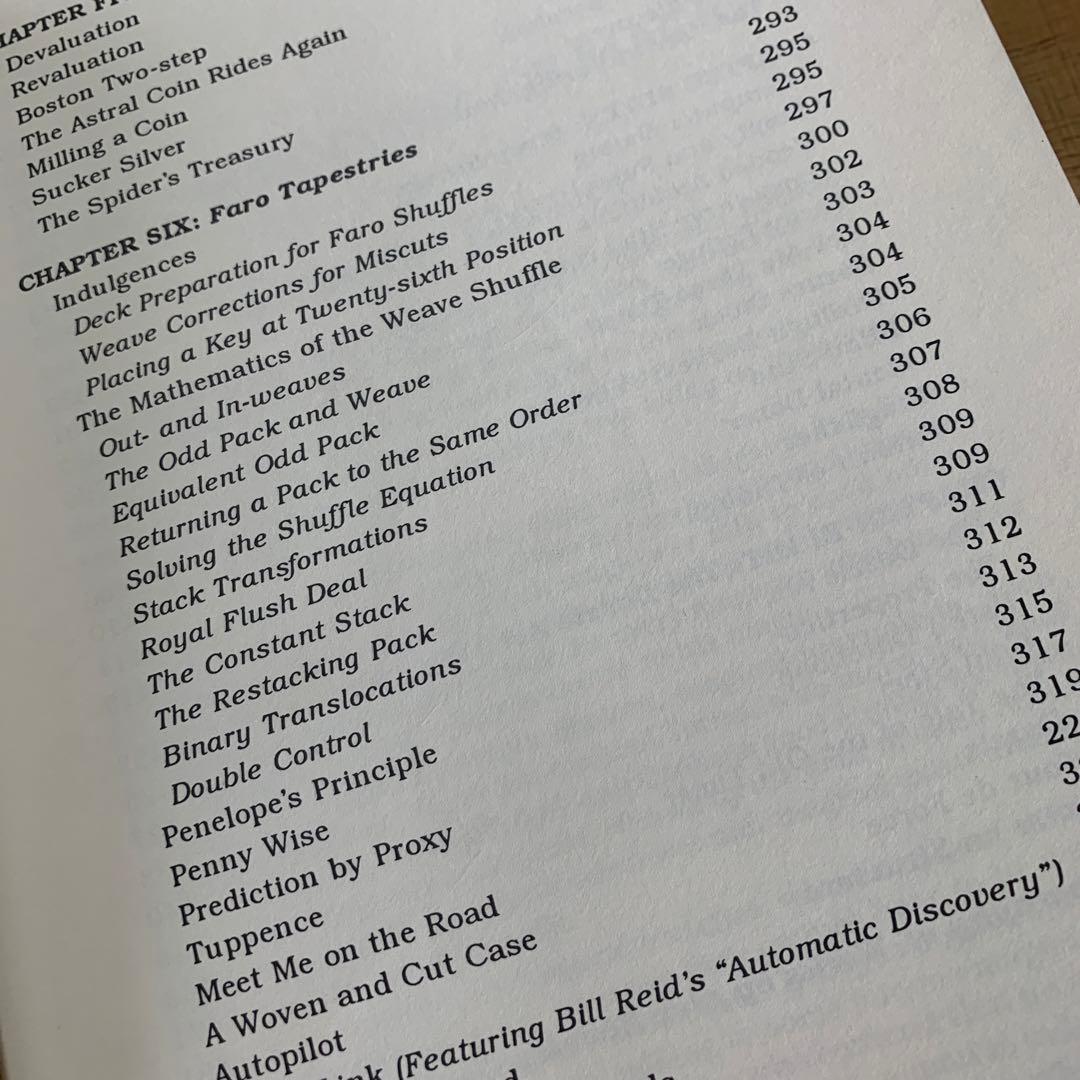 Devaluation
Revaluation
Boston Two-step
The Astral Coin Rides Again
Milling a Coin
Sucker Silver
The Spider's Treasury
CHAPTER SIX: Faro Tapestries 293
Indulgences 295
Deck Preparation for Faro Shuffles 295
Weave Corrections for Miscuts 297
Placing a Key at Twenty-sixth Position 300
The Mathematics of the Weave Shuffle 302
Out- and In-weaves 303
The Odd Pack and Weave 304
Equivalent Odd Pack 304
Returning a Pack to the Same Order 305
Solving the Shuffle Equation 306
Stack Transformations 307
Royal Flush Deal 308
The Constant Stack 309
The Restacking Pack 309
Binary Translocations 311
Double Control 312
Penelope's Principle 313
Penny Wise 315
Prediction by Proxy 317
Tuppence 319
Meet Me on the Road
A Woven and Cut Case
Autopilot
(Featuring Bill Reid's “Automatic Discovery”)